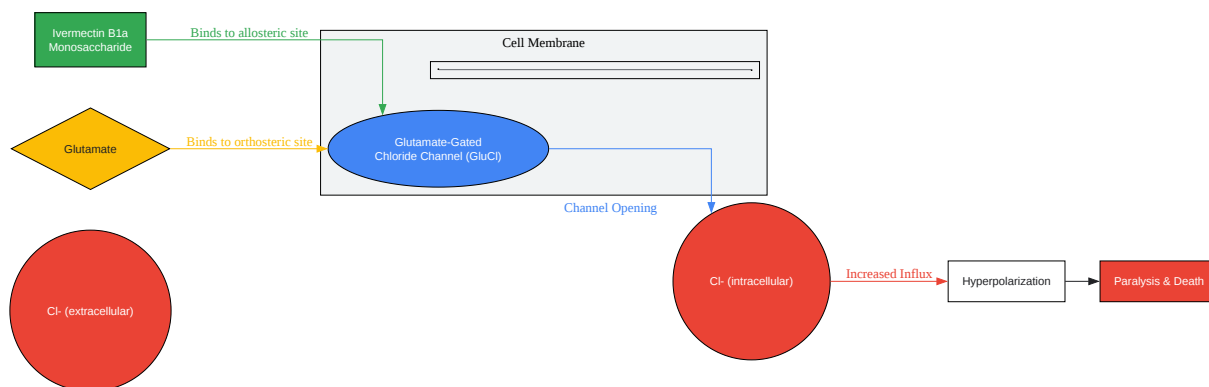 Ivermectin B1a
Monosaccharide
Binds to allosteric site
Cell Membrane
Glutamate
Binds to orthosteric site
Glutamate-Gated
Chloride Channel (GluCl)
Channel Opening
Cl- (extracellular)
Cl- (intracellular)
Increased Influx
Hyperpolarization
Paralysis & Death